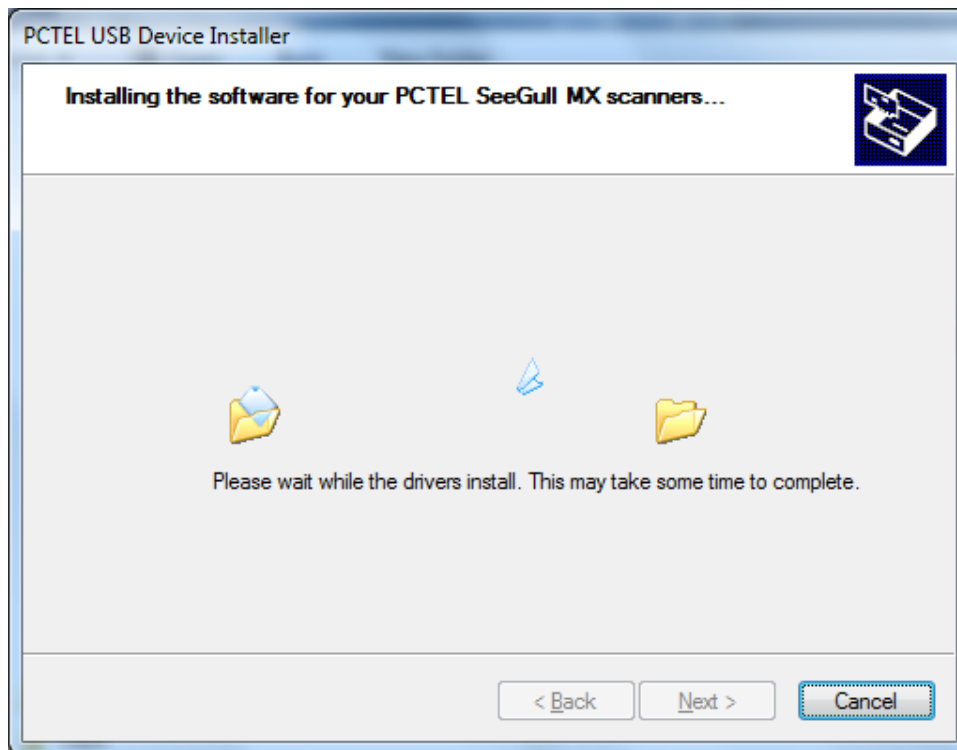 PCTEL USB Device Installer
Installing the software for your PCTEL SeeGull MX scanners...
Please wait while the drivers install. This may take some time to complete.
< Back
Next >
Cancel